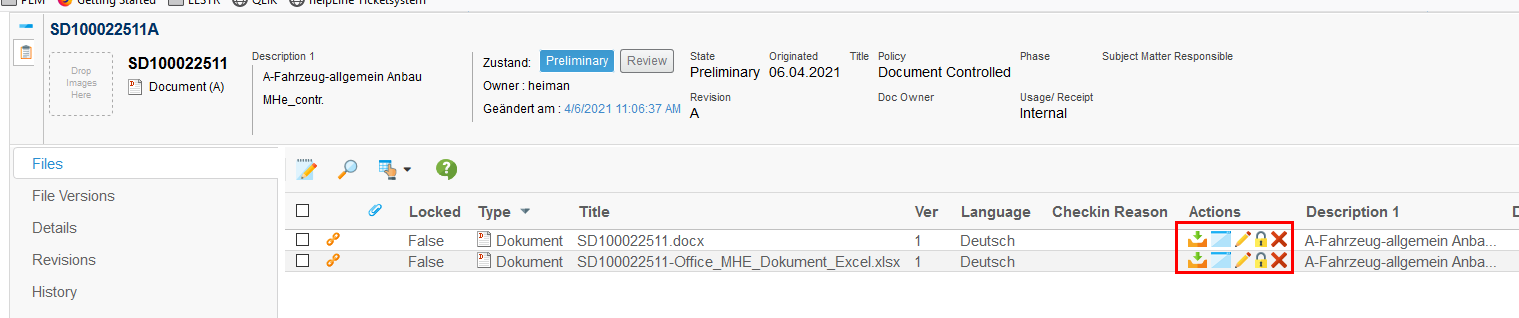 Getting Started
helpLine Ticketsystem
SD100022511A
Drop
Images
Here
SD100022511
Document (A)
Description 1
A-Fahrzeug-allgemein Anbau
MHe_contr.
Zustand: Preliminary Review
Owner : heiman
Geändert am : 4/6/2021 11:06:37 AM
State Originated Title Policy Phase Subject Matter Responsible
Preliminary 06.04.2021 Document Controlled
Revision Doc Owner Usage/ Receipt
A Internal
Files
File Versions
Details
Revisions
History
Locked Type Title Ver Language Checkin Reason Actions Description 1
False Dokument SD100022511.docx 1 Deutsch A-Fahrzeug-allgemein Anba...
False Dokument SD100022511-Office_MHE_Dokument_Excel.xlsx 1 Deutsch A-Fahrzeug-allgemein Anba...